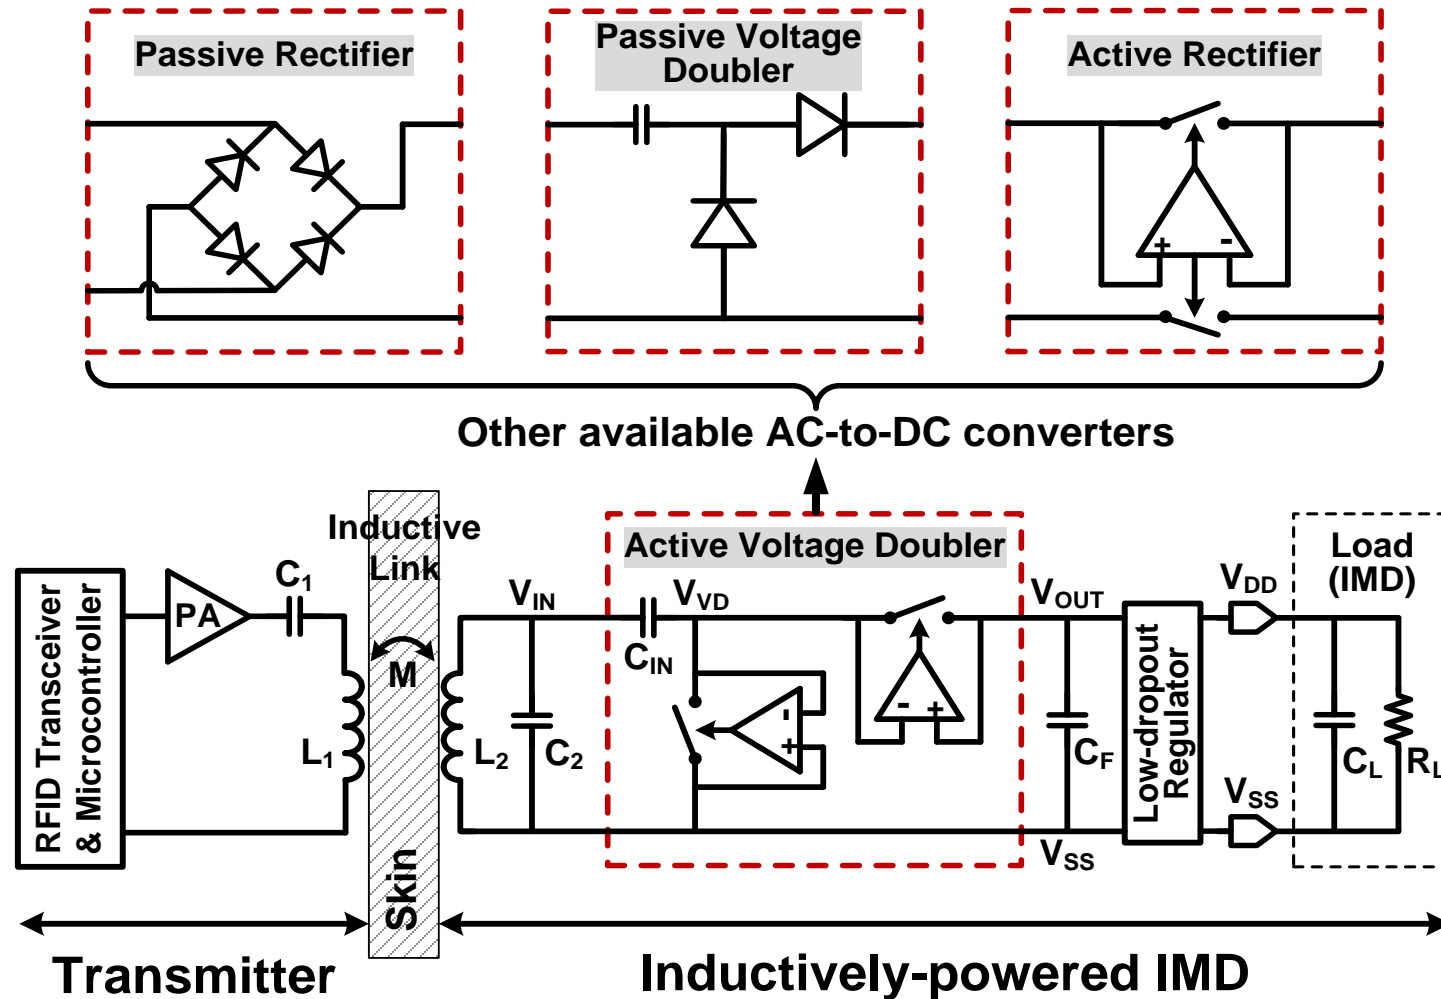 Passive Rectifier
Passive Voltage
Doubler
Active Rectifier
+ -
Other available AC-to-DC converters
Inductive
Link
Active Voltage Doubler
Load
(IMD)
RFID Transceiver
& Microcontroller
PA
C1
L1
M
Skin
VIN
L2
C2
CIN
VVD
-
+
- +
VOUT
CF
VSS
Low-dropout
Regulator
VDD
VSS
CL
RL
Transmitter
Inductively-powered IMD